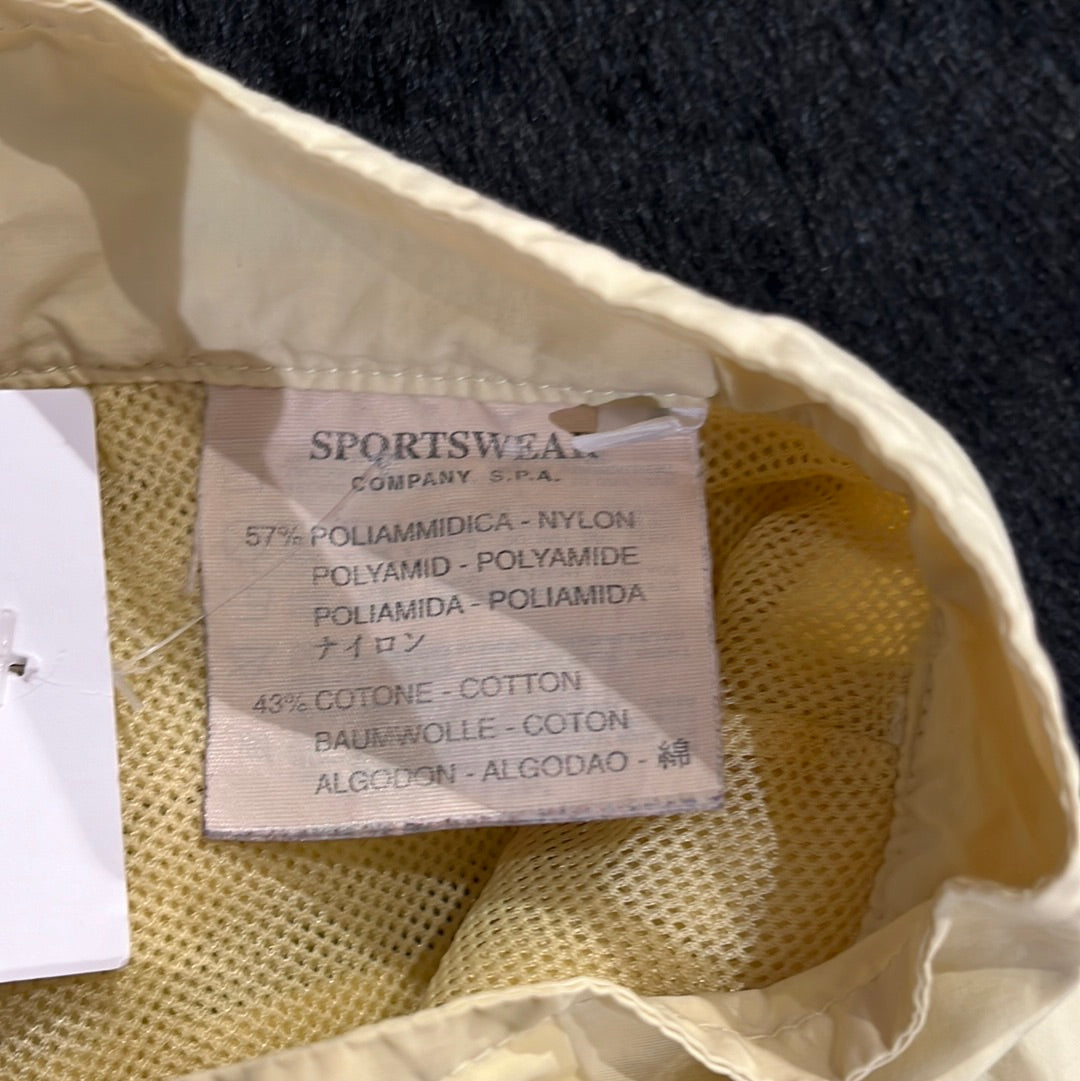 SPORTSWEAR
COMPANY S.P.A.
57% POLIAMMIDICA - NYLON
POLYAMID - POLYAMIDE
POLIAMIDA - POLIAMIDA
ナイロン
43% COTONE - COTTON
BAUMWOLLE - COTON
ALGODON - ALGODAO - 綿